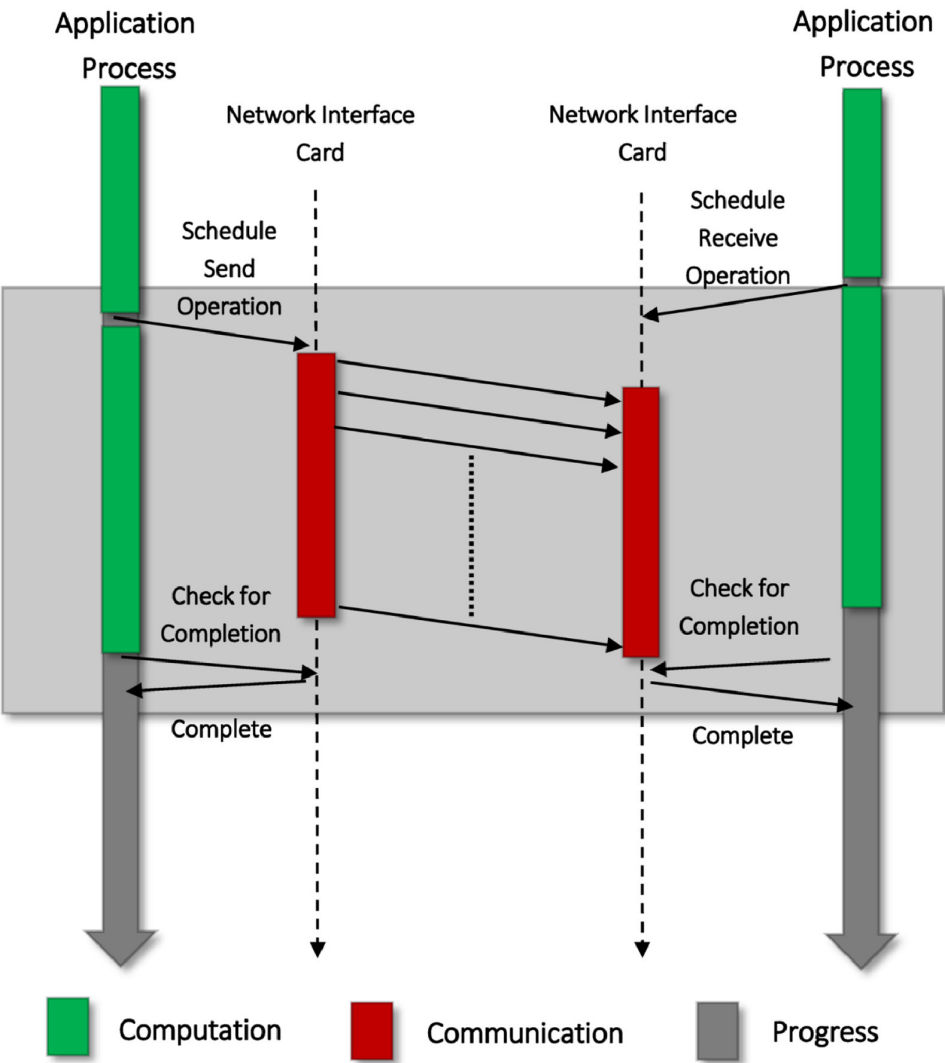 Application
Process
Application
Process
Network Interface
Card
Network Interface
Card
Schedule
Send
Operation
Schedule
Receive
Operation
Check for
Completion
Check for
Completion
Complete
Complete
Computation
Communication
Progress